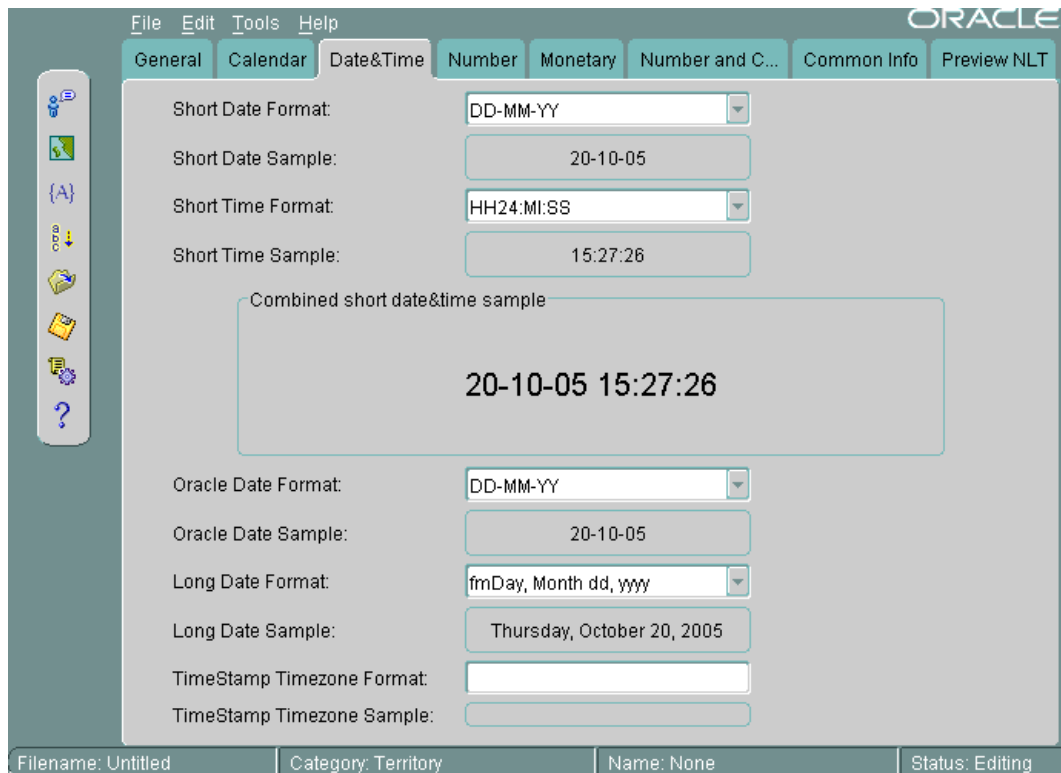 File Edit Tools Help
ORACLE
General Calendar Date&Time Number Monetary Number and C... Common Info Preview NLT
Short Date Format: DD-MM-YY
Short Date Sample: 20-10-05
{A}
Short Time Format: HH24:MI:SS
a
b
c
Short Time Sample: 15:27:26
Combined short date&time sample
20-10-05 15:27:26
?
Oracle Date Format: DD-MM-YY
Oracle Date Sample: 20-10-05
Long Date Format: fmDay, Month dd, yyyy
Long Date Sample: Thursday, October 20, 2005
TimeStamp Timezone Format:
TimeStamp Timezone Sample:
Filename: Untitled Category: Territory Name: None Status: Editing